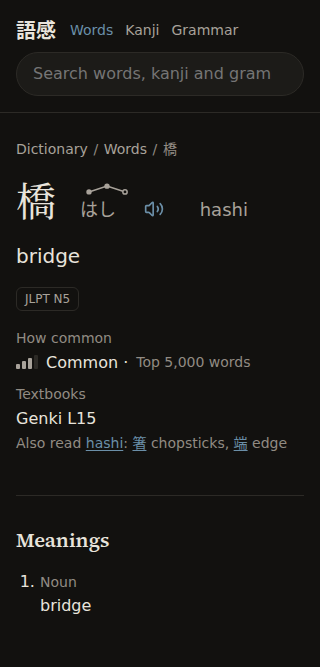 語感 Words Kanji Grammar
Search words, kanji and gram
Dictionary / Words / 橋
橋 はし hashi
bridge
JLPT N5
How common
Common · Top 5,000 words
Textbooks
Genki L15
Also read hashi: 箸 chopsticks, 端 edge
Meanings
1. Noun
bridge